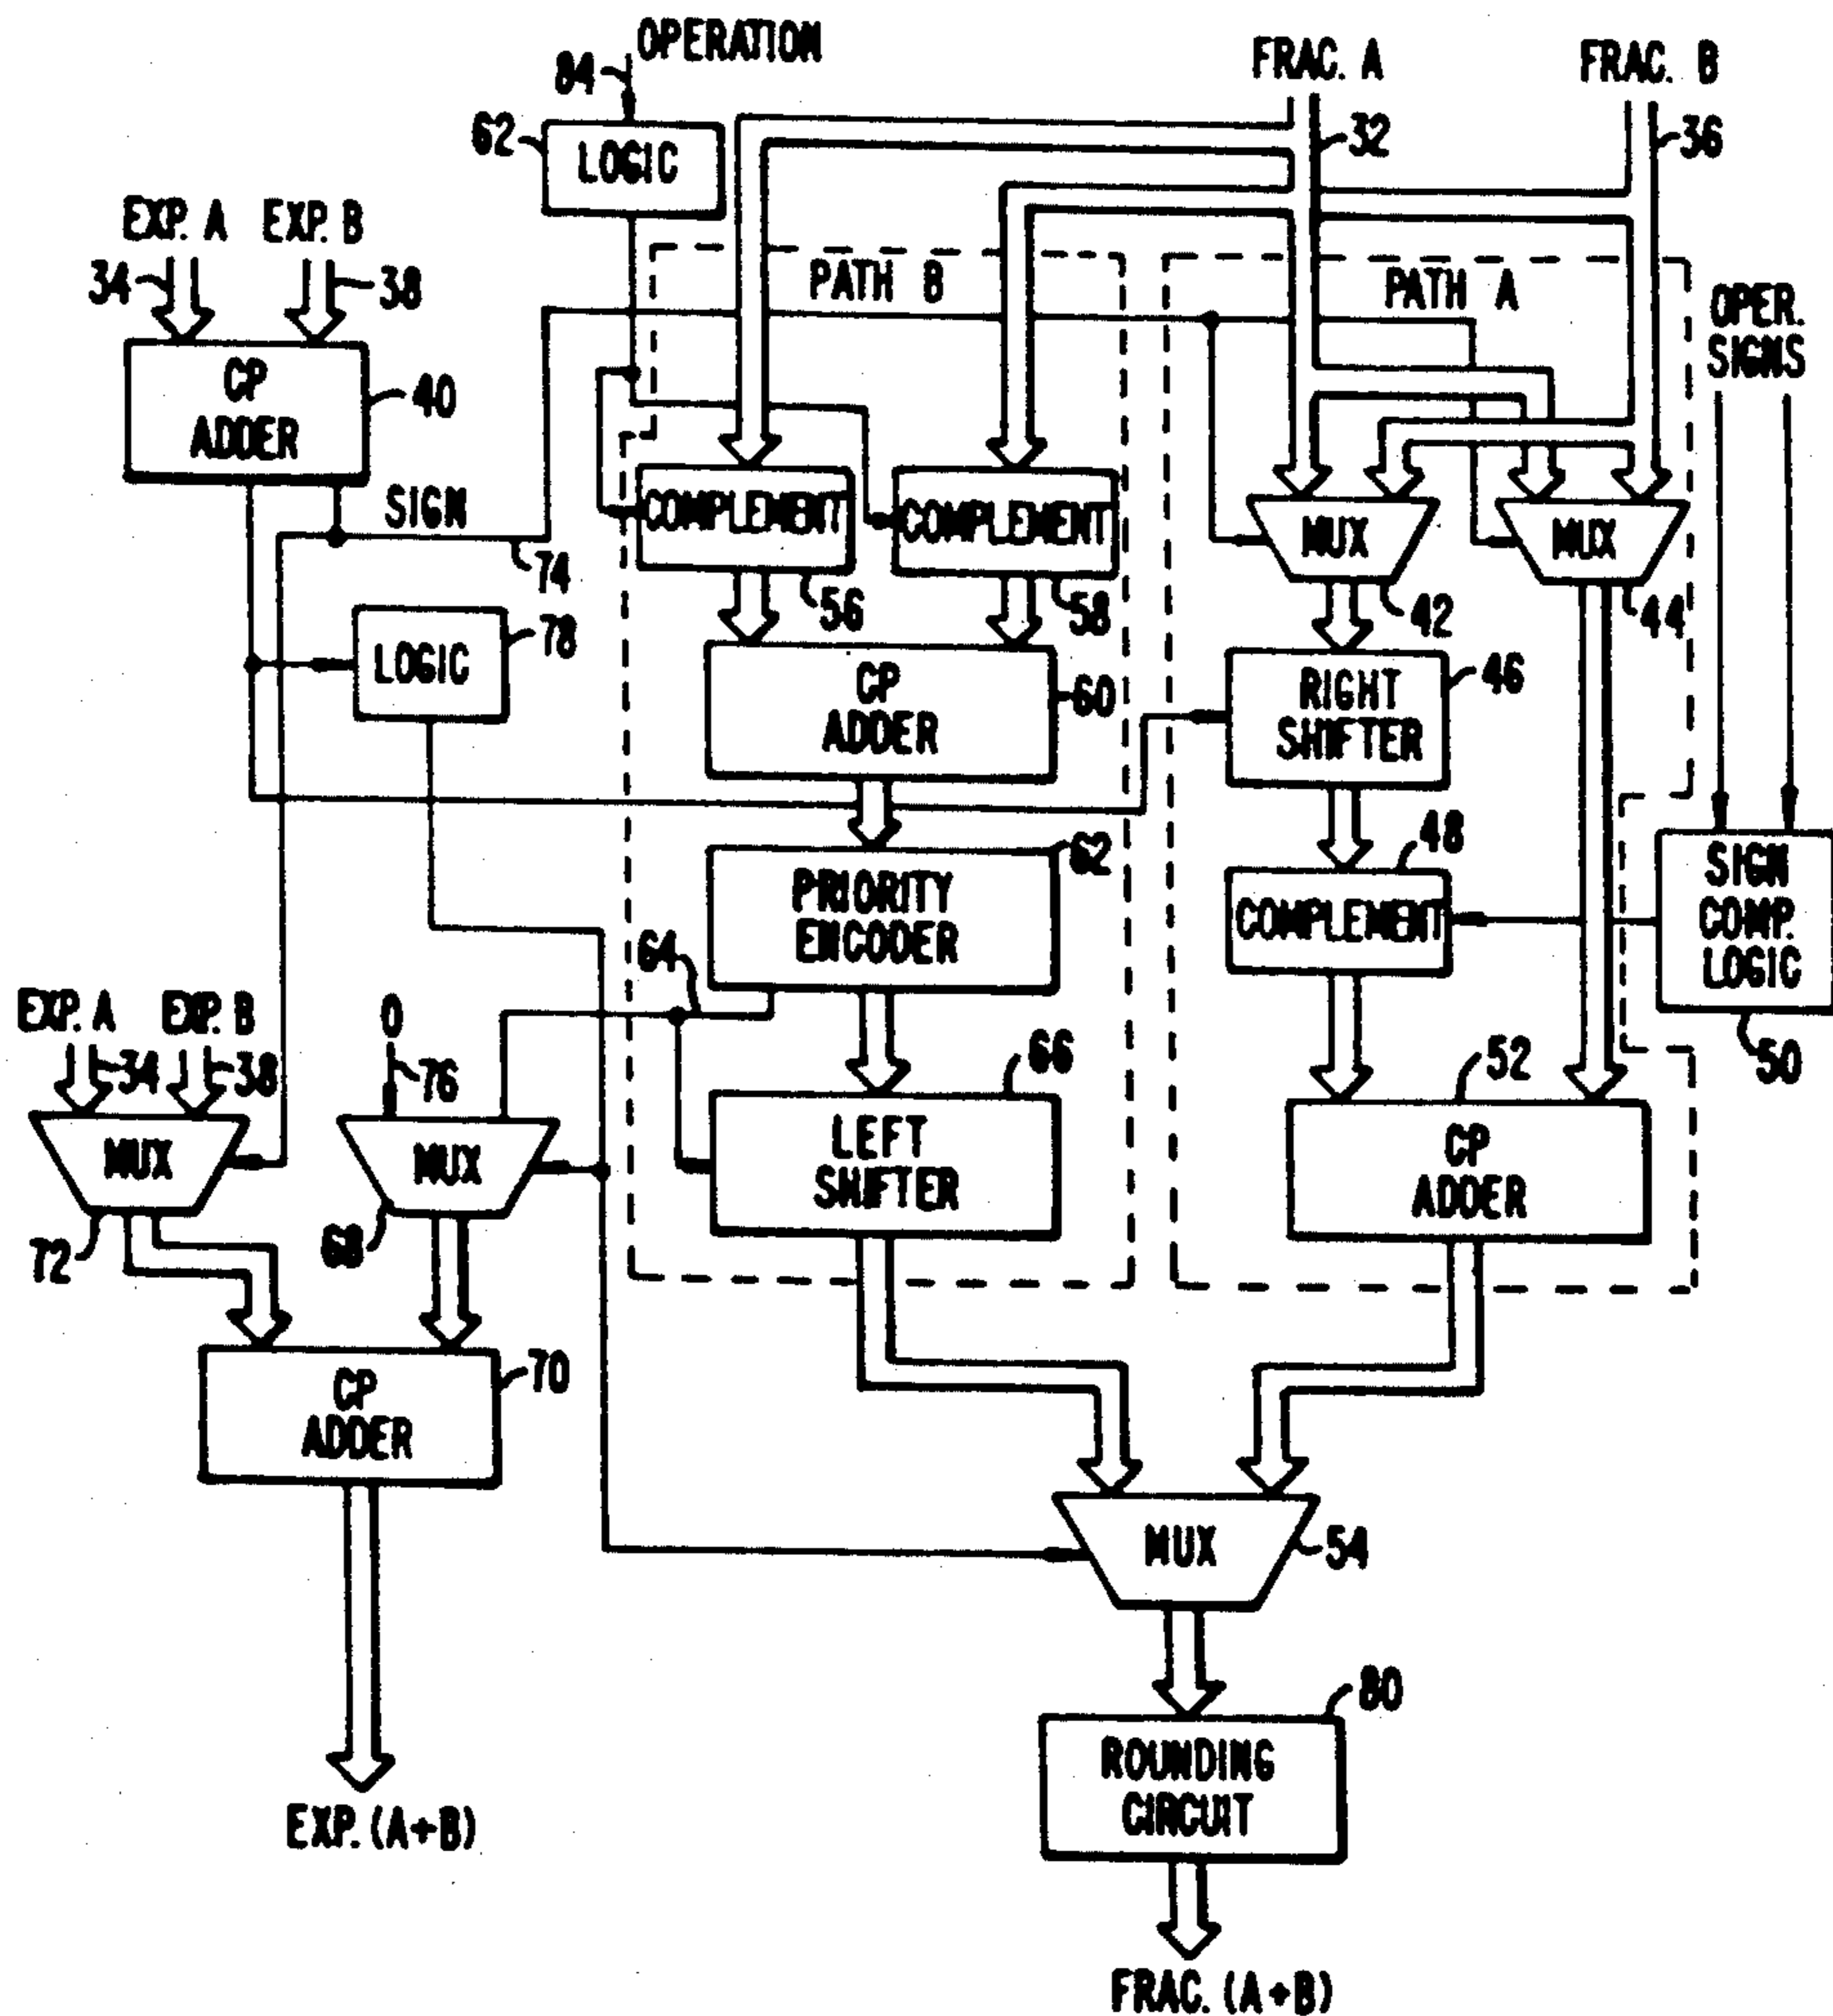 OPERATION
84
FRAC. A
FRAC. B
62
LOGIC
32
36
EXP. A
EXP. B
34
38
PATH B
PATH A
OPER.
SIGNS
CP
ADDER
40
SIGN
74
COMPLEMENT
COMPLEMENT
MUX
MUX
56
58
42
44
LOGIC
78
CP
ADDER
60
RIGHT
SHIFTER
46
62
48
PRIORITY
ENCODER
COMPLEMENT
SIGN
COMP.
LOGIC
64
50
EXP. A
EXP. B
0
34
38
76
66
52
MUX
MUX
LEFT
SHIFTER
CP
ADDER
72
68
CP
ADDER
70
MUX
54
80
ROUNDING
CIRCUIT
EXP. (A+B)
FRAC. (A+B)